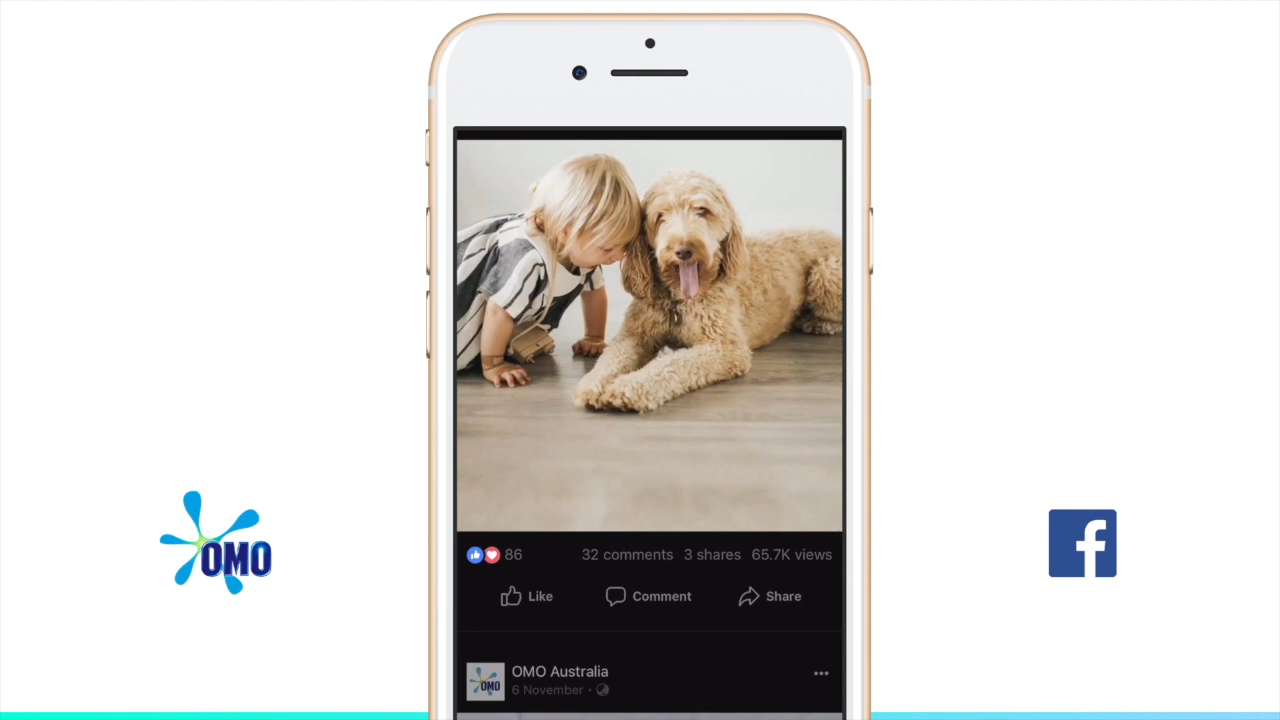 86 32 comments 3 shares 65.7K views
Like Comment Share
OMO
OMO Australia
OMO
6 November